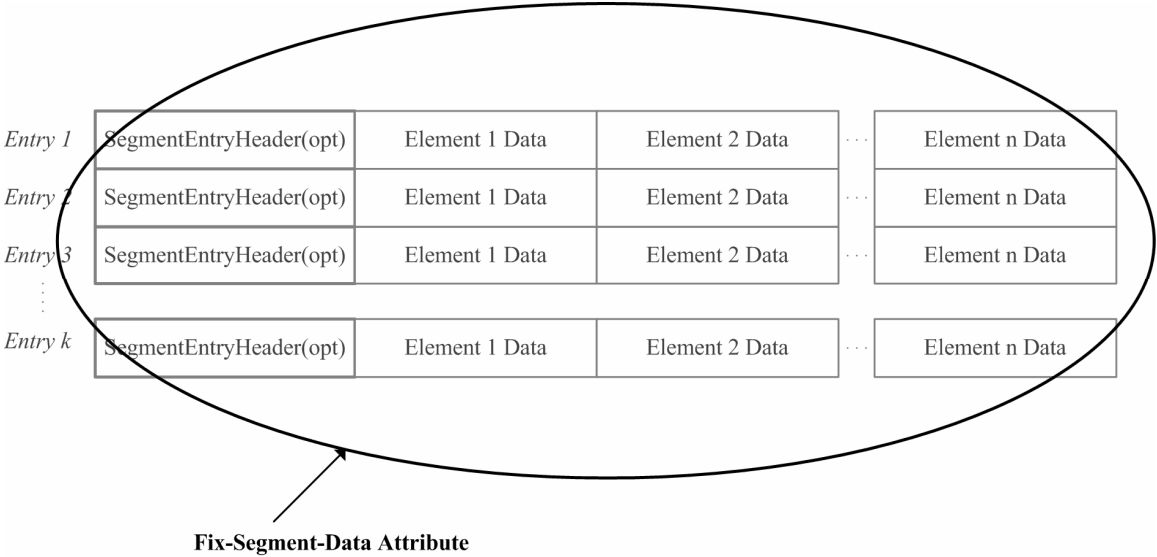 Entry 1 SegmentEntryHeader(opt) Element 1 Data Element 2 Data . . . Element n Data
Entry 2 SegmentEntryHeader(opt) Element 1 Data Element 2 Data . . . Element n Data
Entry 3 SegmentEntryHeader(opt) Element 1 Data Element 2 Data . . . Element n Data
Entry k SegmentEntryHeader(opt) Element 1 Data Element 2 Data . . . Element n Data
Fix-Segment-Data Attribute